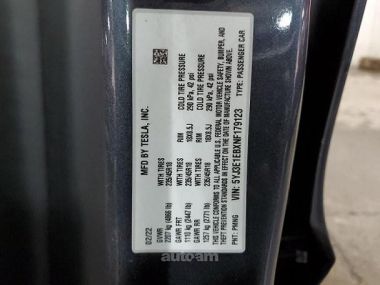 MFD BY TESLA, INC.
02/22
GVWR
2207 kg (4866 lb)
WITH TIRES
235/45R18
RIM
18X8.5J
COLD TIRE PRESSURE
290 kPa, 42 psi
GAWR FRT
1110 kg (2447 lb)
WITH TIRES
235/45R18
RIM
18X8.5J
COLD TIRE PRESSURE
290 kPa, 42 psi
GAWR RR
1257 kg (2771 lb)
THIS VEHICLE CONFORMS TO ALL APPLICABLE U.S. FEDERAL MOTOR VEHICLE SAFETY, BUMPER, AND
THEFT PREVENTION STANDARDS IN EFFECT ON THE DATE OF MANUFACTURE SHOWN ABOVE.
VIN: 5YJ3E1EBXNF179123
PNT: PMNG
TYPE: PASSENGER CAR
autoam